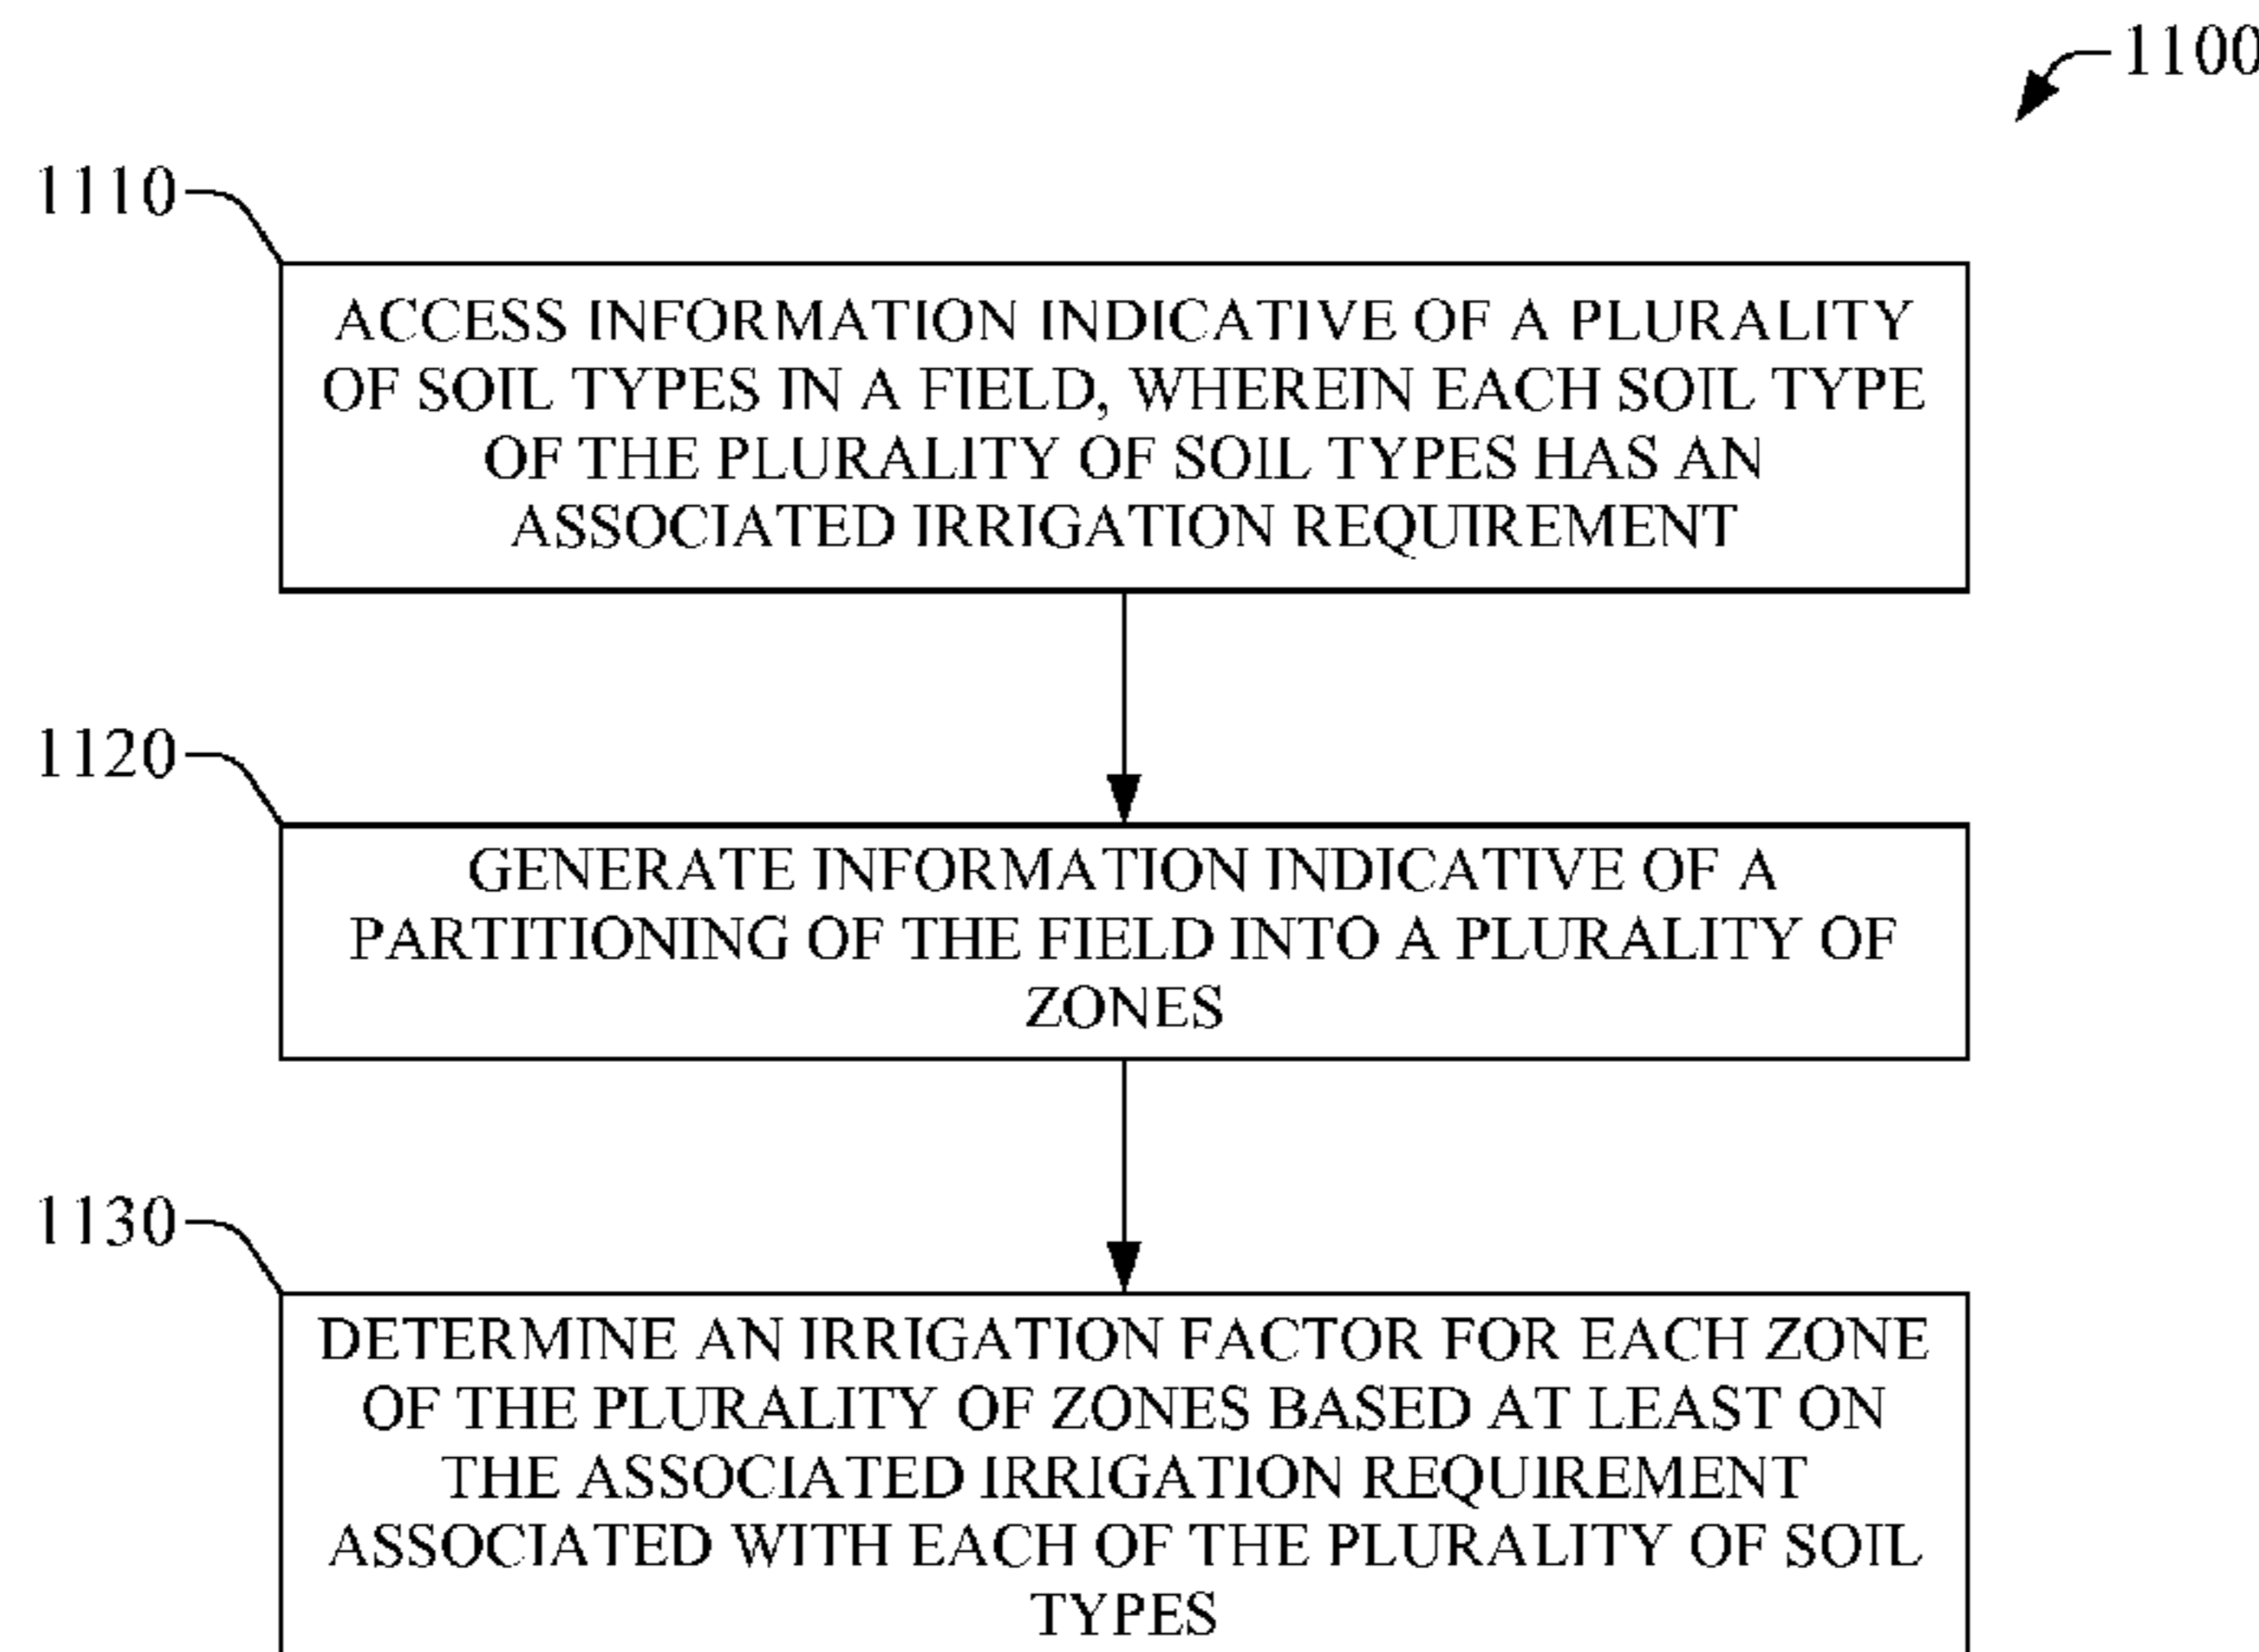 1100
1110
ACCESS INFORMATION INDICATIVE OF A PLURALITY
OF SOIL TYPES IN A FIELD, WHEREIN EACH SOIL TYPE
OF THE PLURALITY OF SOIL TYPES HAS AN
ASSOCIATED IRRIGATION REQUIREMENT
1120
GENERATE INFORMATION INDICATIVE OF A
PARTITIONING OF THE FIELD INTO A PLURALITY OF
ZONES
1130
DETERMINE AN IRRIGATION FACTOR FOR EACH ZONE
OF THE PLURALITY OF ZONES BASED AT LEAST ON
THE ASSOCIATED IRRIGATION REQUIREMENT
ASSOCIATED WITH EACH OF THE PLURALITY OF SOIL
TYPES